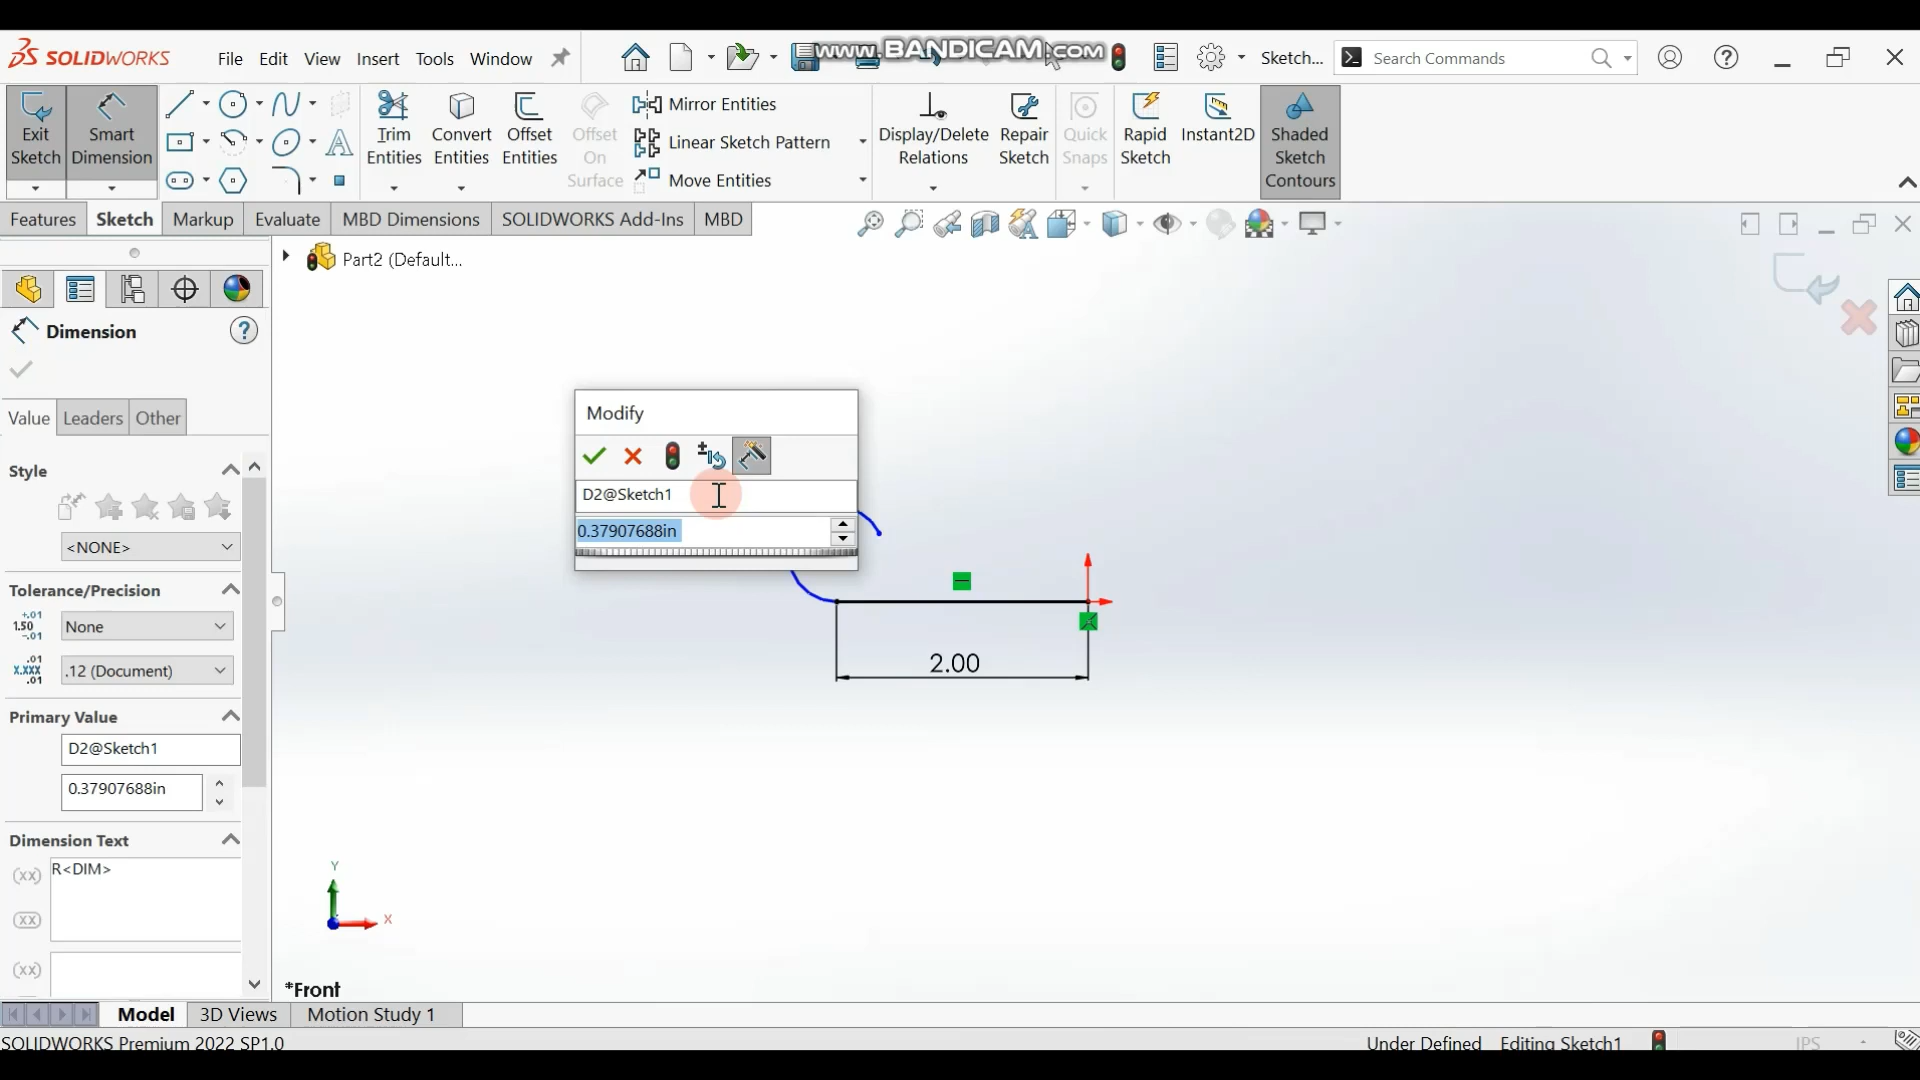 SOLIDWORKS File Edit View Insert Tools Window www.BANDICAM.com Sketch... Search Commands
Exit Sketch
Smart Dimension
Trim Entities
Convert Entities
Offset Entities
Offset On Surface
Mirror Entities
Linear Sketch Pattern
Move Entities
Display/Delete Relations
Repair Sketch
Quick Snaps
Rapid Sketch
Instant2D
Shaded Sketch Contours
Features Sketch Markup Evaluate MBD Dimensions SOLIDWORKS Add-Ins MBD
Part2 (Default...
Dimension
Value Leaders Other
Style
<NONE>
Tolerance/Precision
None
.12 (Document)
Primary Value
D2@Sketch1
0.37907688in
Dimension Text
R<DIM>
(xx)
(xx)
(xx)
Modify
D2@Sketch1
0.37907688in
2.00
Y
X
*Front
Model 3D Views Motion Study 1
SOLIDWORKS Premium 2022 SP1.0 Under Defined Editing Sketch1 IPS